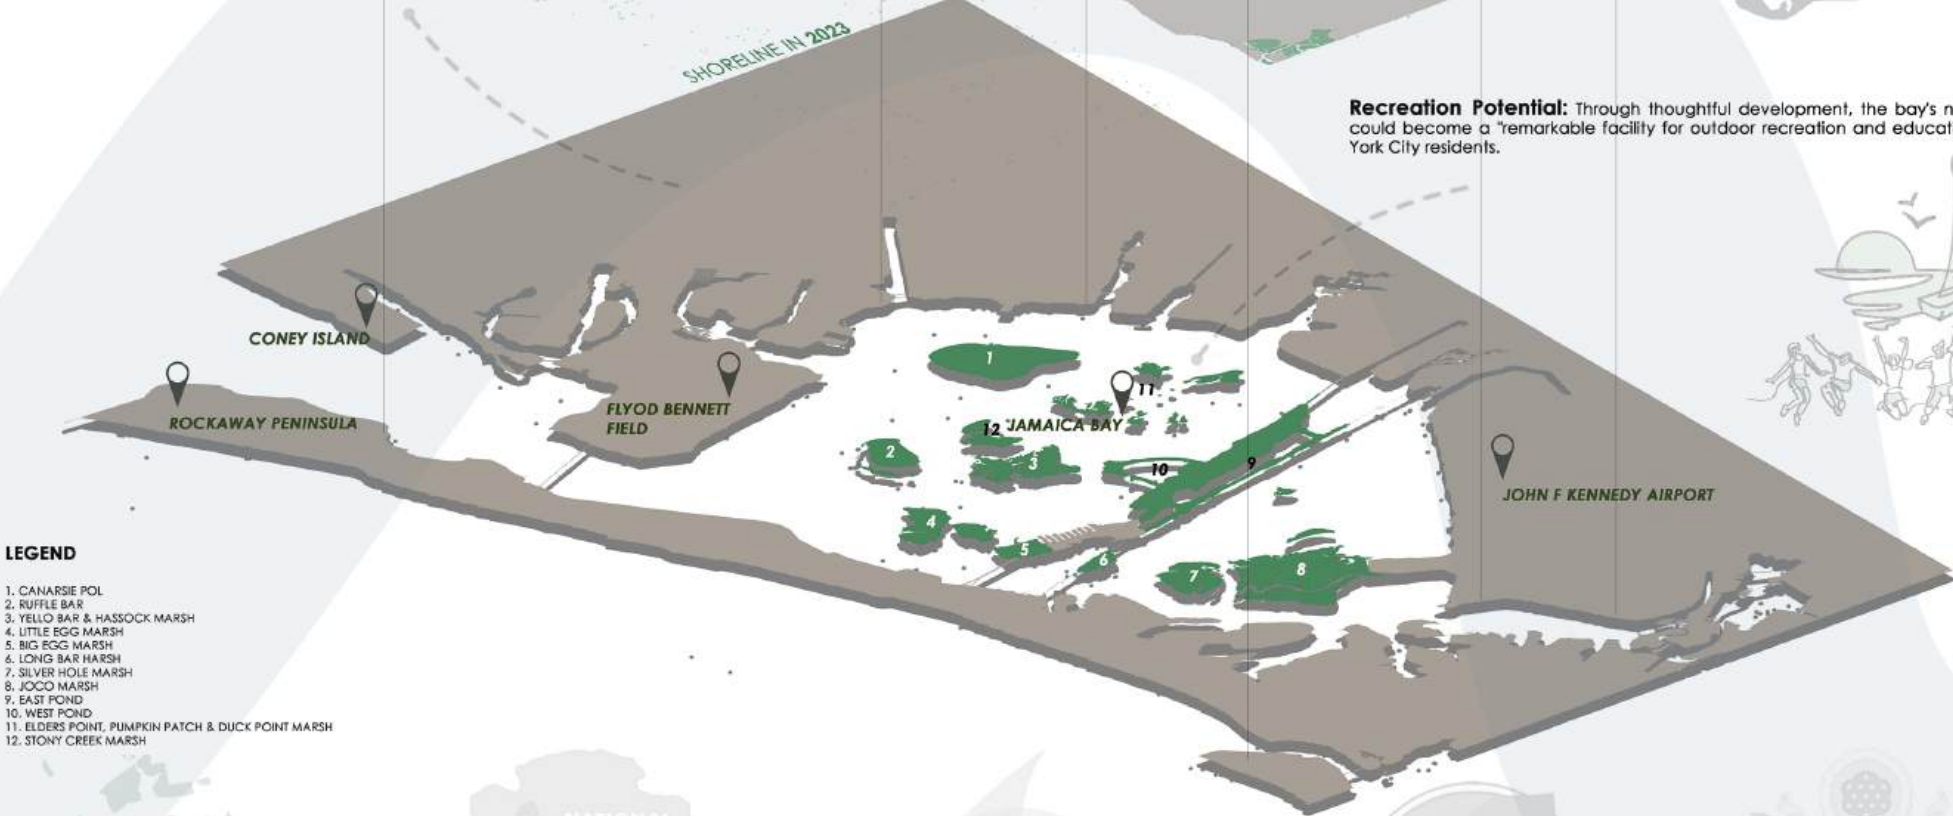 SHORELINE IN 2023
Recreation Potential: Through thoughtful development, the bay's
could become a "remarkable facility for outdoor recreation and
York City residents.
CONEY ISLAND
ROCKAWAY PENINSULA
FLYOD BENNETT
FIELD
JAMAICA BAY
JOHN F KENNEDY AIRPORT
1
11
12
2
3
10
9
4
5
6
7
8
LEGEND
1. CANARSIE POL
2. RUFFLE BAR
3. YELLO BAR & HASSOCK MARSH
4. LITTLE EGG MARSH
5. BIG EGG MARSH
6. LONG BAR HARSH
7. SILVER HOLE MARSH
8. JOCO MARSH
9. EAST POND
10. WEST POND
11. ELDERS POINT, PUMPKIN PATCH & DUCK POINT MARSH
12. STONY CREEK MARSH